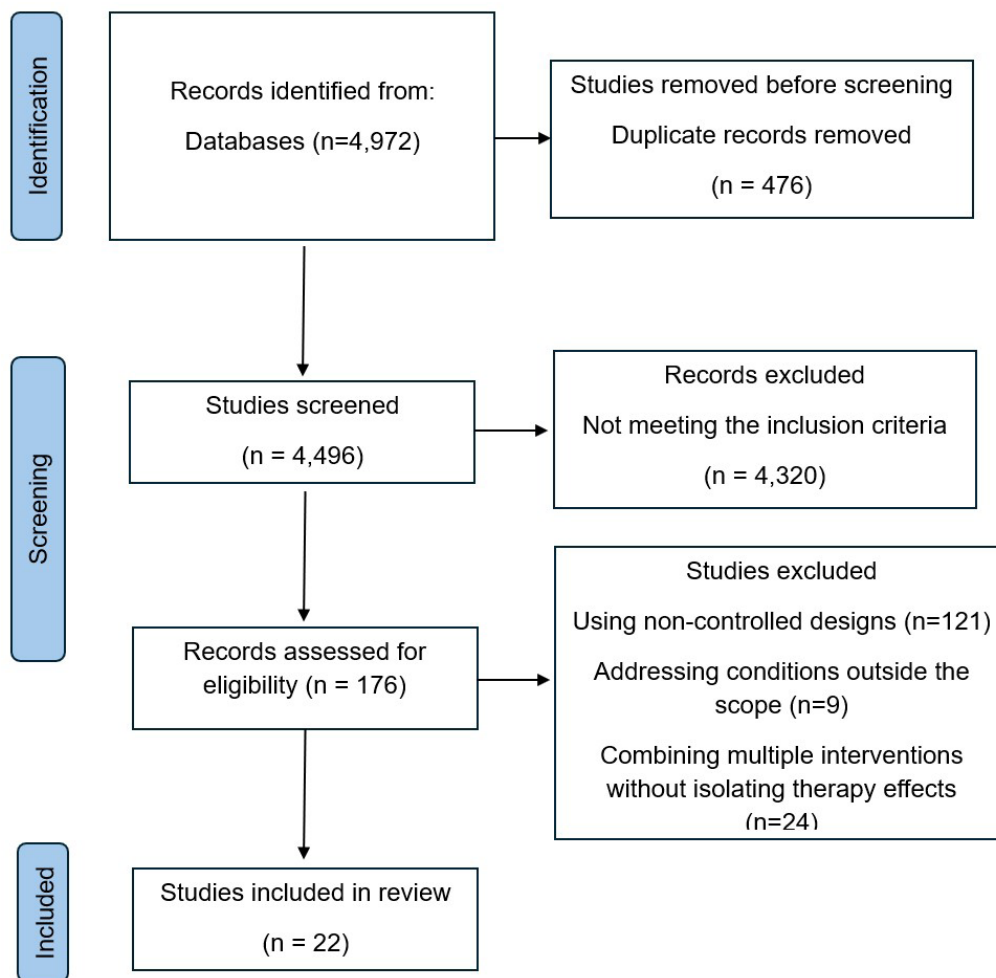 Identification
Records identified from:
Databases (n=4,972)
Studies removed before screening
Duplicate records removed
(n = 476)
Screening
Studies screened
(n = 4,496)
Records excluded
Not meeting the inclusion criteria
(n = 4,320)
Records assessed for
eligibility (n = 176)
Studies excluded
Using non-controlled designs (n=121)
Addressing conditions outside the
scope (n=9)
Combining multiple interventions
without isolating therapy effects
(n=24)
Included
Studies included in review
(n = 22)